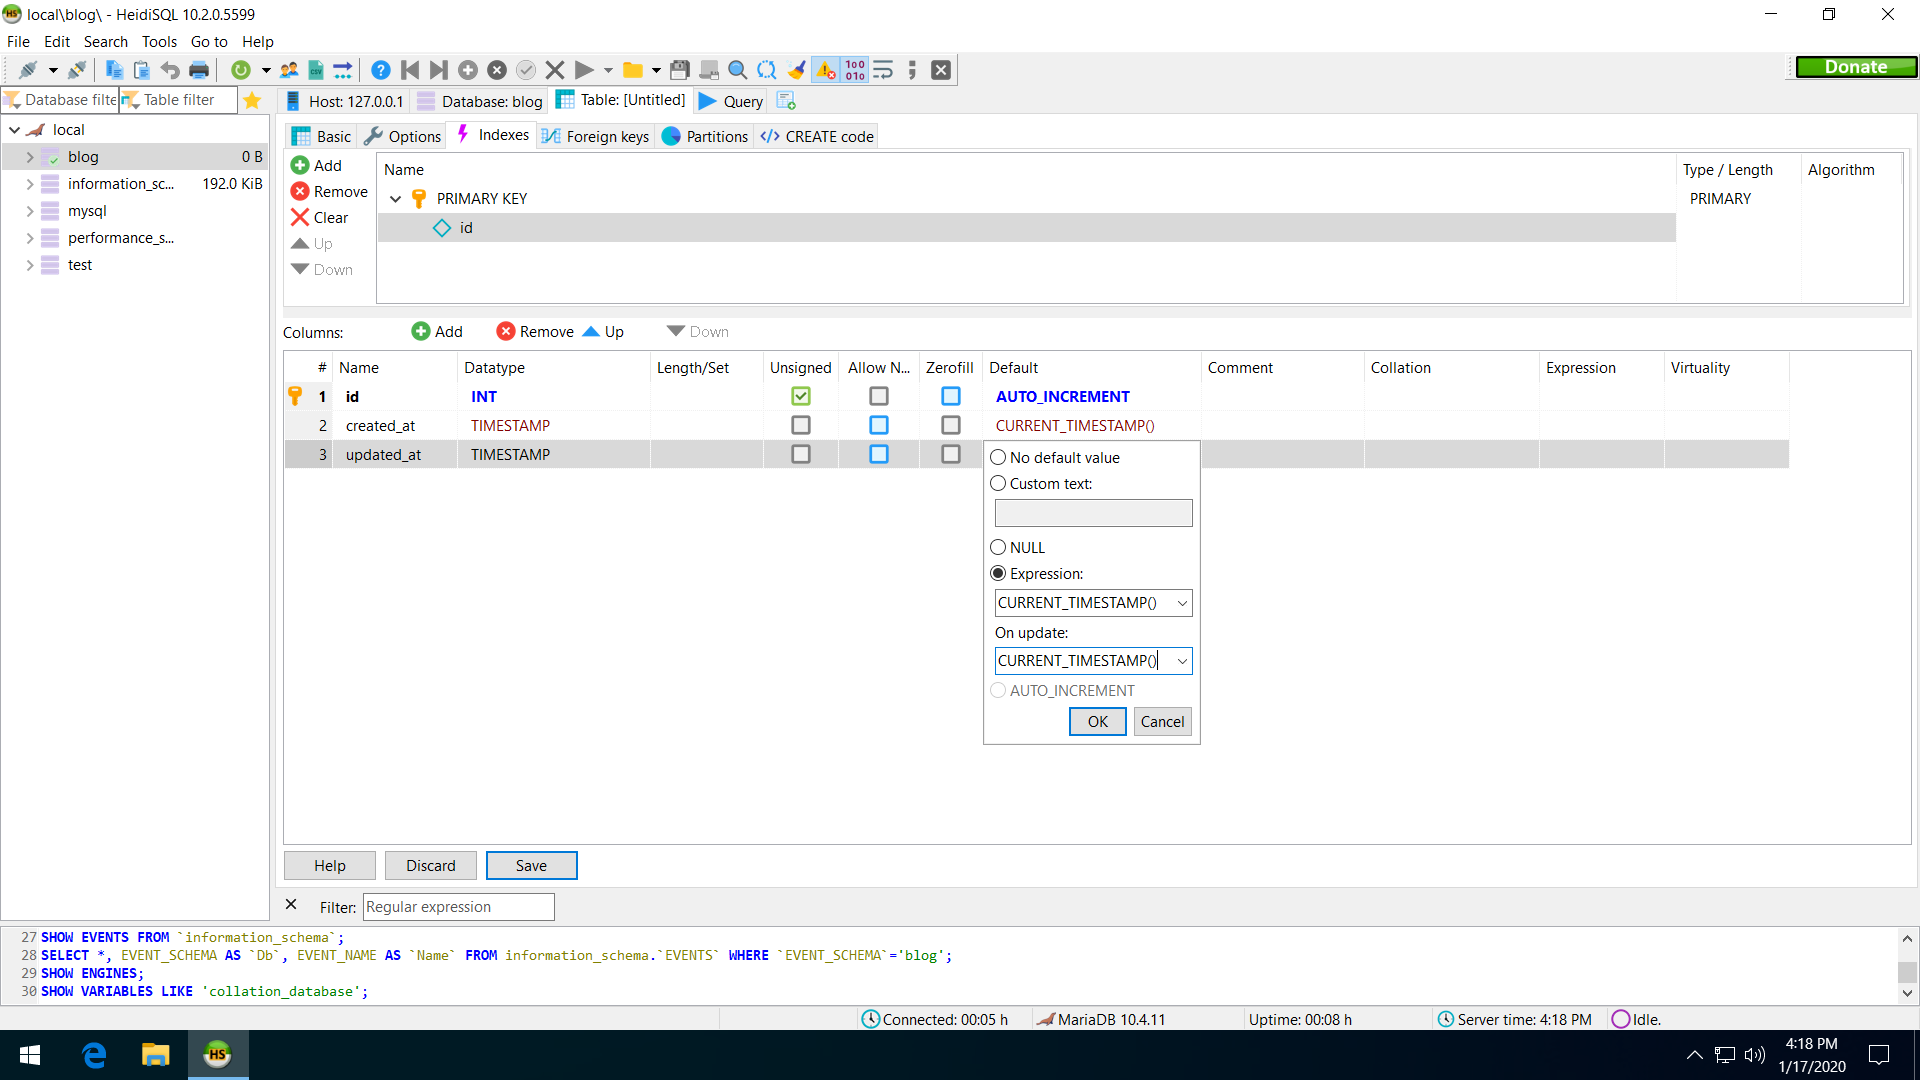 local\blog\ - HeidiSQL 10.2.0.5599
File Edit Search Tools Go to Help
Donate
Database filte Table filter
Host: 127.0.0.1 Database: blog Table: [Untitled] Query
local
blog 0 B
information_sc... 192.0 KiB
mysql
performance_s...
test
Basic Options Indexes Foreign keys Partitions CREATE code
Add
Remove
Clear
Up
Down
Name Type / Length Algorithm
PRIMARY KEY PRIMARY
id
Columns: Add Remove Up Down
# Name Datatype Length/Set Unsigned Allow N... Zerofill Default Comment Collation Expression Virtuality
1 id INT AUTO_INCREMENT
2 created_at TIMESTAMP CURRENT_TIMESTAMP()
3 updated_at TIMESTAMP
No default value
Custom text:
NULL
Expression:
CURRENT_TIMESTAMP()
On update:
CURRENT_TIMESTAMP()
AUTO_INCREMENT
OK Cancel
Help Discard Save
Filter: Regular expression
27 SHOW EVENTS FROM `information_schema`;
28 SELECT *, EVENT_SCHEMA AS `Db`, EVENT_NAME AS `Name` FROM information_schema.`EVENTS` WHERE `EVENT_SCHEMA`='blog';
29 SHOW ENGINES;
30 SHOW VARIABLES LIKE 'collation_database';
Connected: 00:05 h MariaDB 10.4.11 Uptime: 00:08 h Server time: 4:18 PM Idle.
HS
4:18 PM
1/17/2020